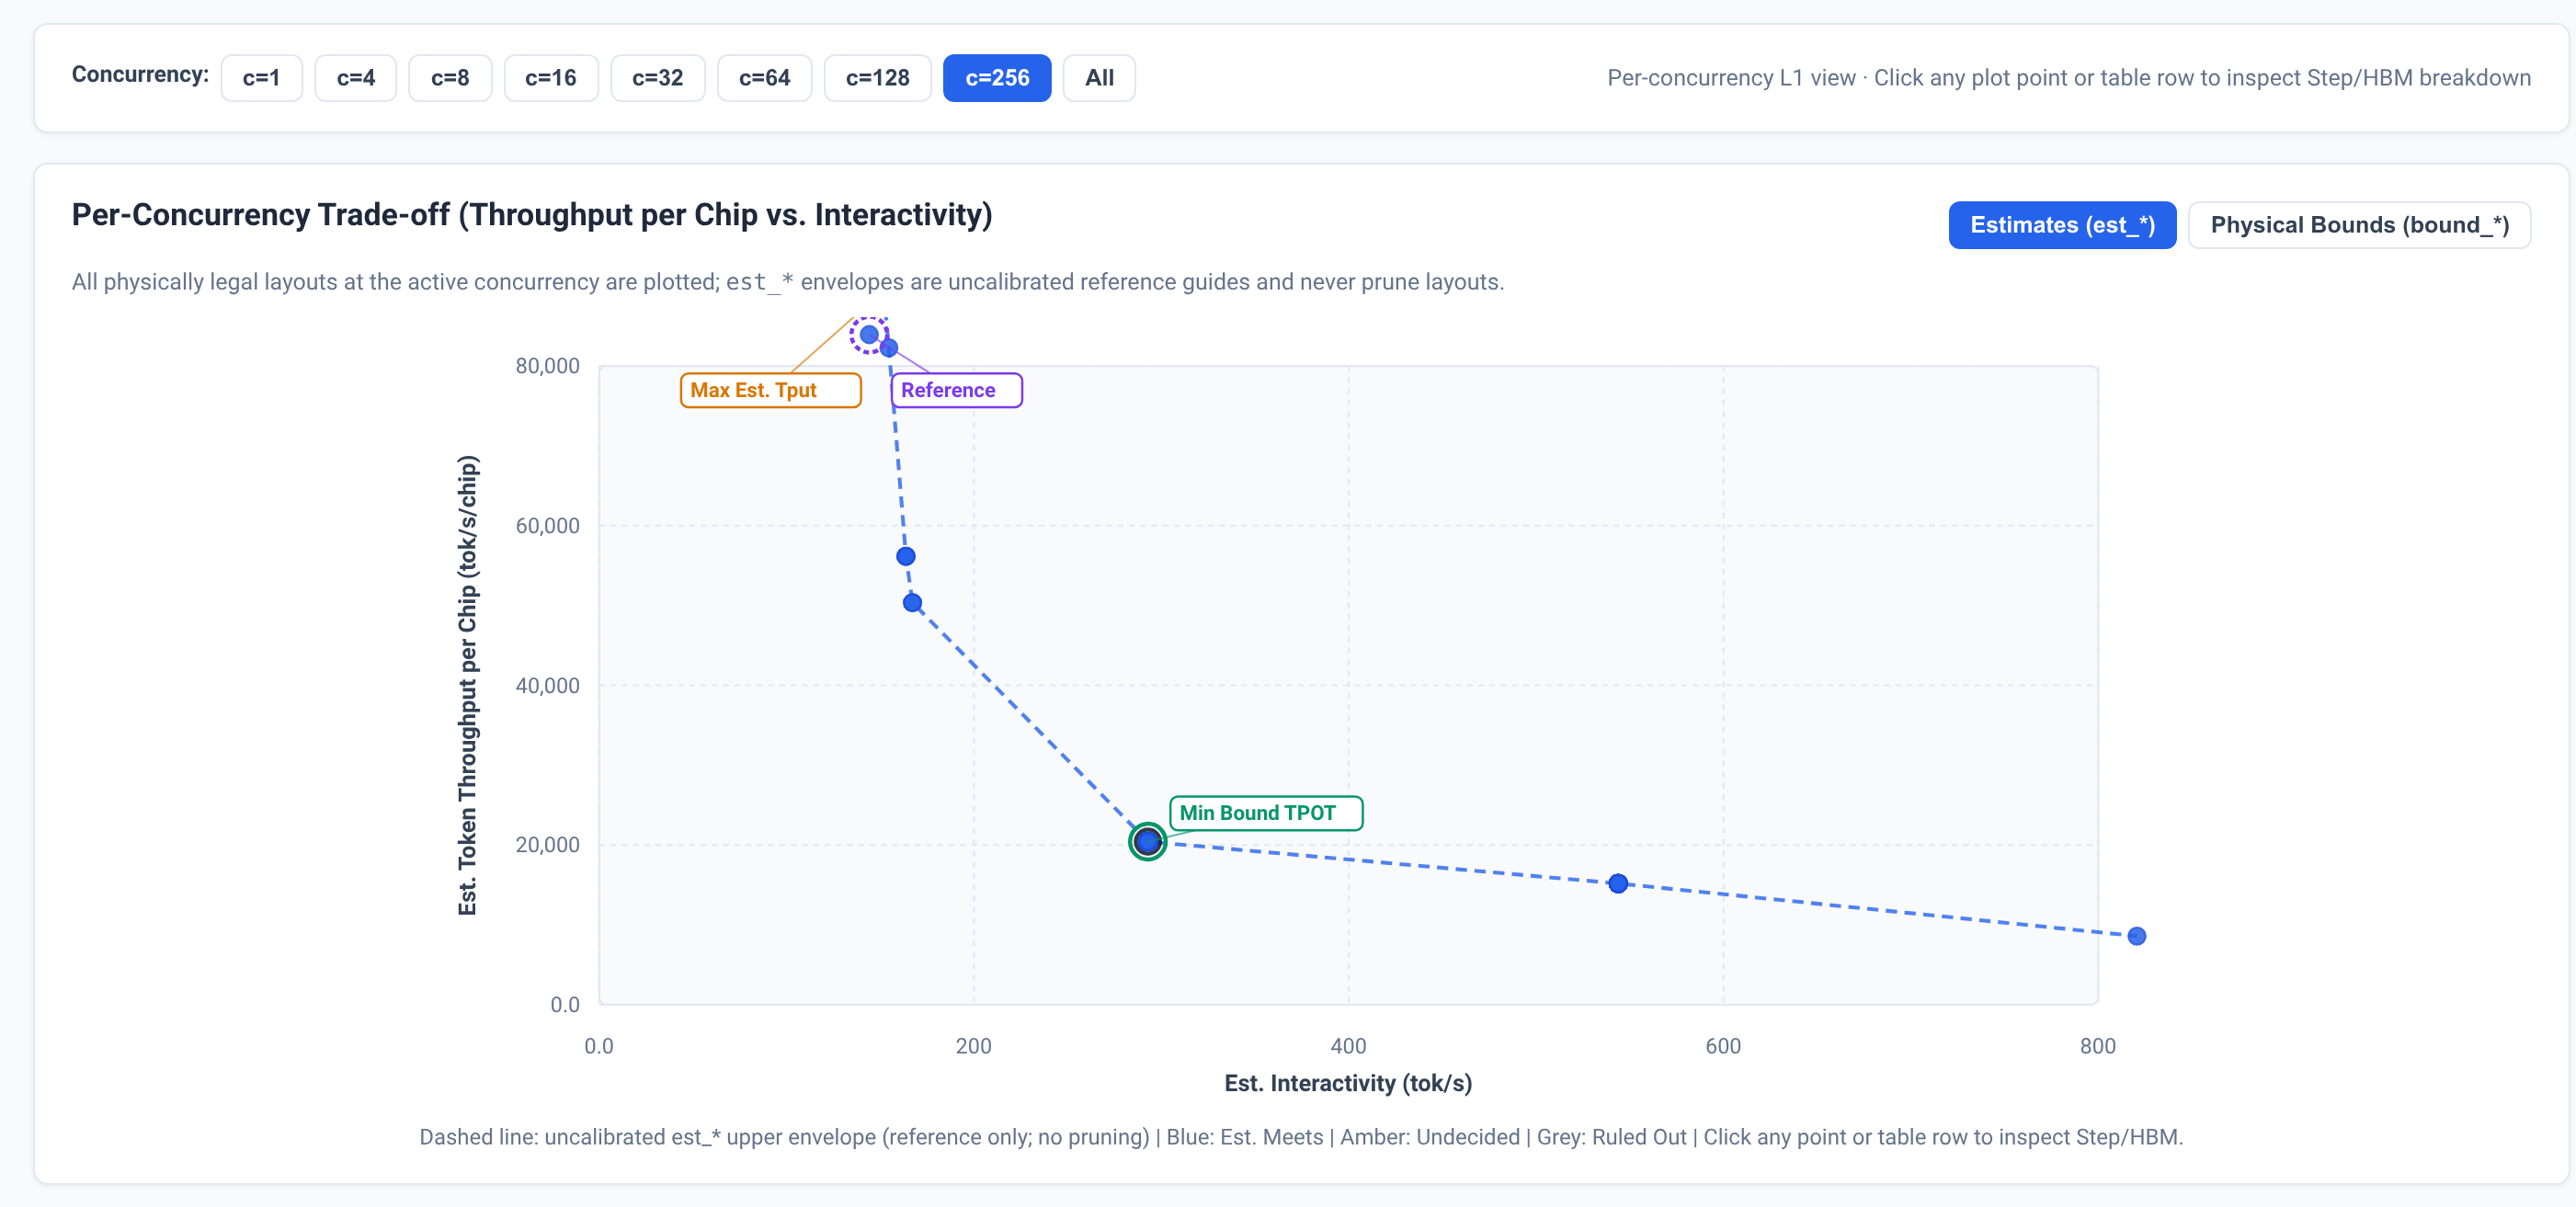 Concurrency: c=1 c=4 c=8 c=16 c=32 c=64 c=128 c=256 All Per-concurrency L1 view · Click any plot point or table row to inspect Step/HBM breakdown
Per-Concurrency Trade-off (Throughput per Chip vs. Interactivity)
Estimates (est_*) Physical Bounds (bound_*)
All physically legal layouts at the active concurrency are plotted; est_* envelopes are uncalibrated reference guides and never prune layouts.
80,000
Max Est. Tput
Reference
Est. Token Throughput per Chip (tok/s/chip)
60,000
40,000
Min Bound TPOT
20,000
0.0
0.0 200 400 600 800
Est. Interactivity (tok/s)
Dashed line: uncalibrated est_* upper envelope (reference only; no pruning) | Blue: Est. Meets | Amber: Undecided | Grey: Ruled Out | Click any point or table row to inspect Step/HBM.